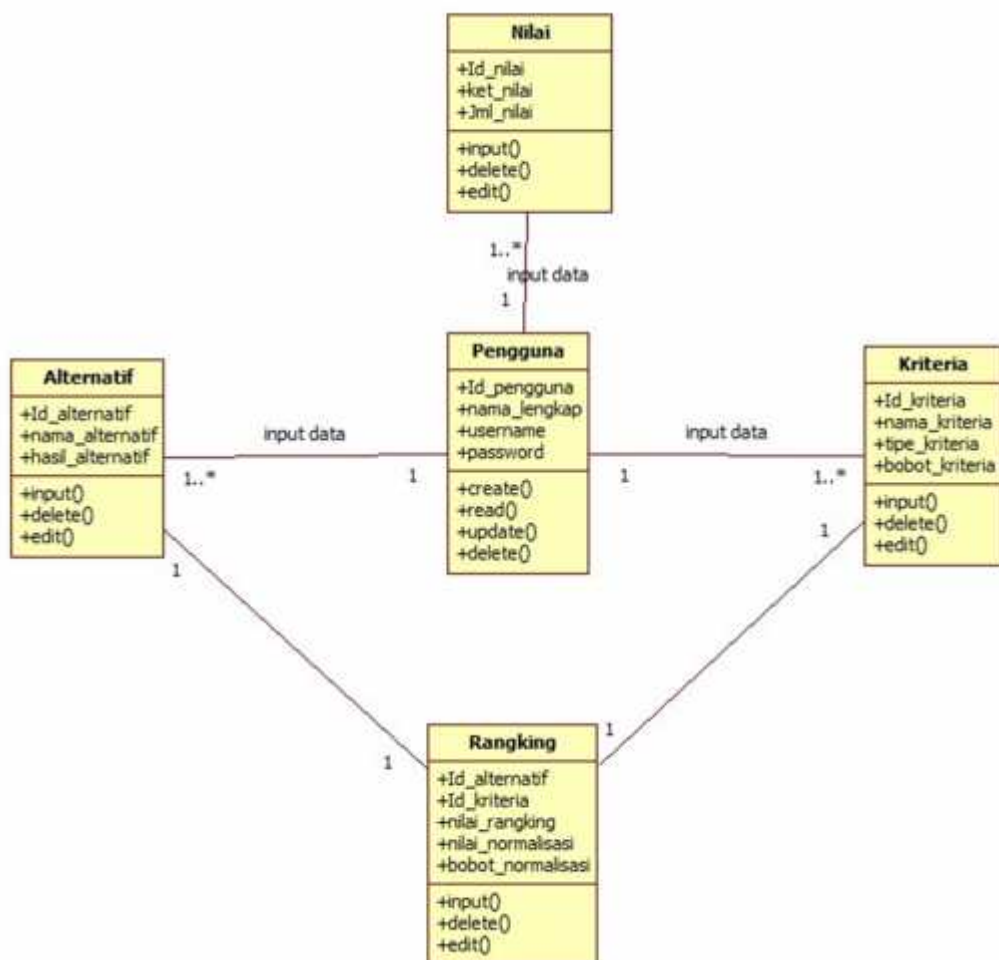 Nilai
+Id_nilai
+ket_nilai
+Jml_nilai
+input()
+delete()
+edit()
1..*
input data
1
Alternatif
+Id_alternatif
+nama_alternatif
+hasil_alternatif
+input()
+delete()
+edit()
input data
1..*
1
Pengguna
+Id_pengguna
+nama_lengkap
+username
+password
+create()
+read()
+update()
+delete()
input data
1
1..*
Kriteria
+Id_kriteria
+nama_kriteria
+tipe_kriteria
+bobot_kriteria
+input()
+delete()
+edit()
1
1
1
1
Rangking
+Id_alternatif
+Id_kriteria
+nilai_rangking
+nilai_normalisasi
+bobot_normalisasi
+input()
+delete()
+edit()